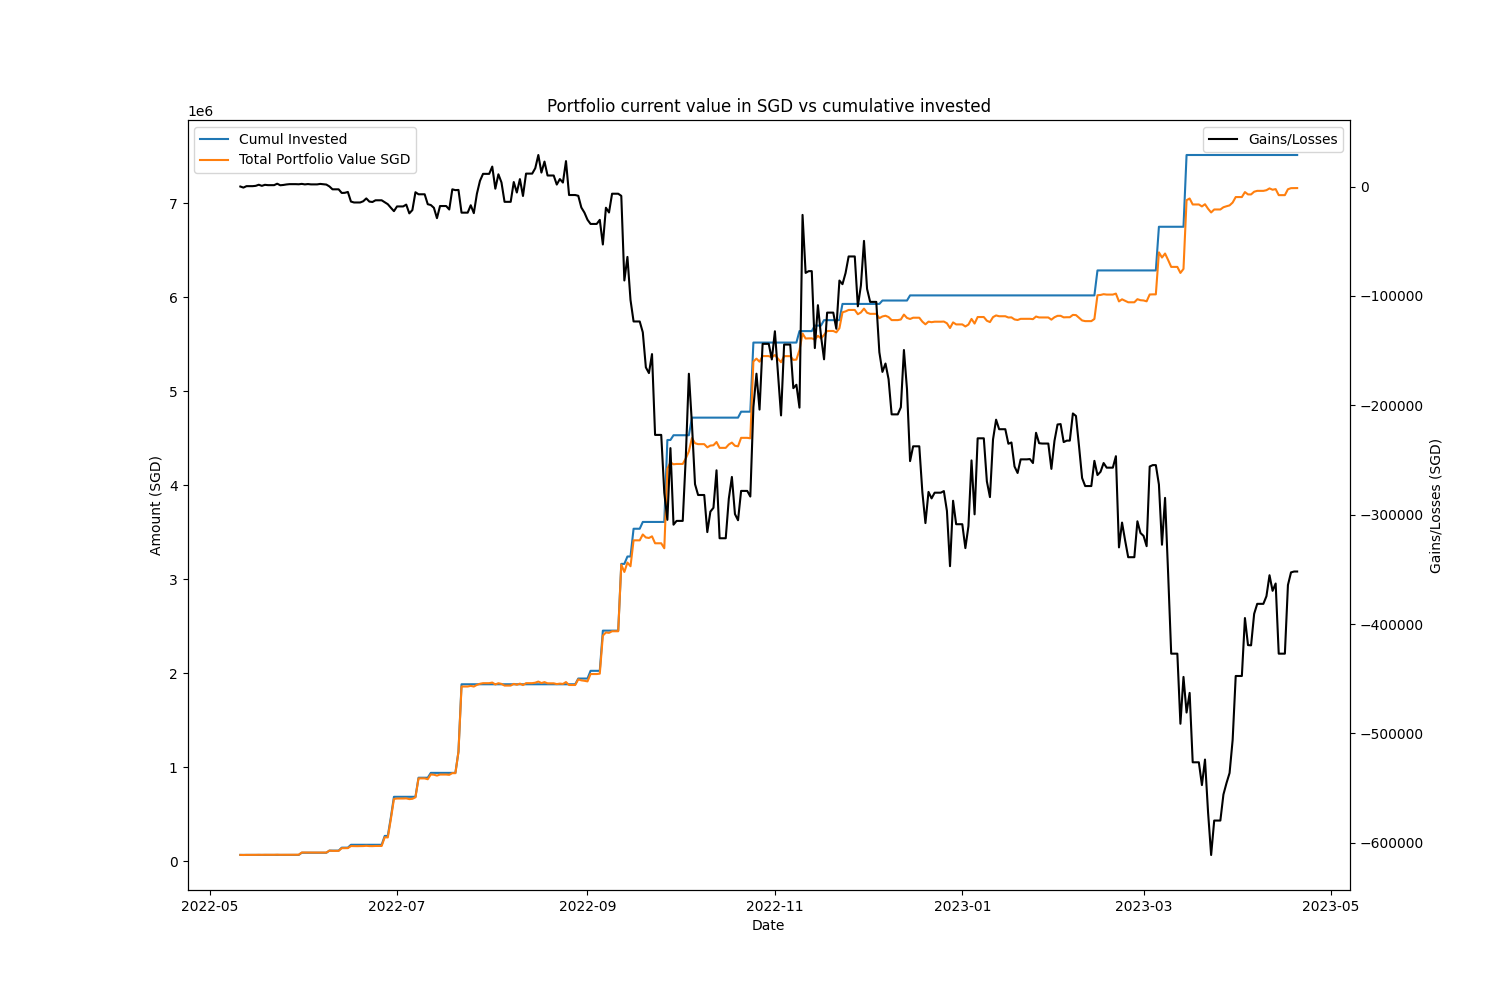 Portfolio current value in SGD vs cumulative invested
1e6
Cumul Invested
Total Portfolio Value SGD
Gains/Losses
7
6
5
4
3
2
1
0
Amount (SGD)
0
−100000
−200000
−300000
−400000
−500000
−600000
Gains/Losses (SGD)
2022-05
2022-07
2022-09
2022-11
2023-01
2023-03
2023-05
Date